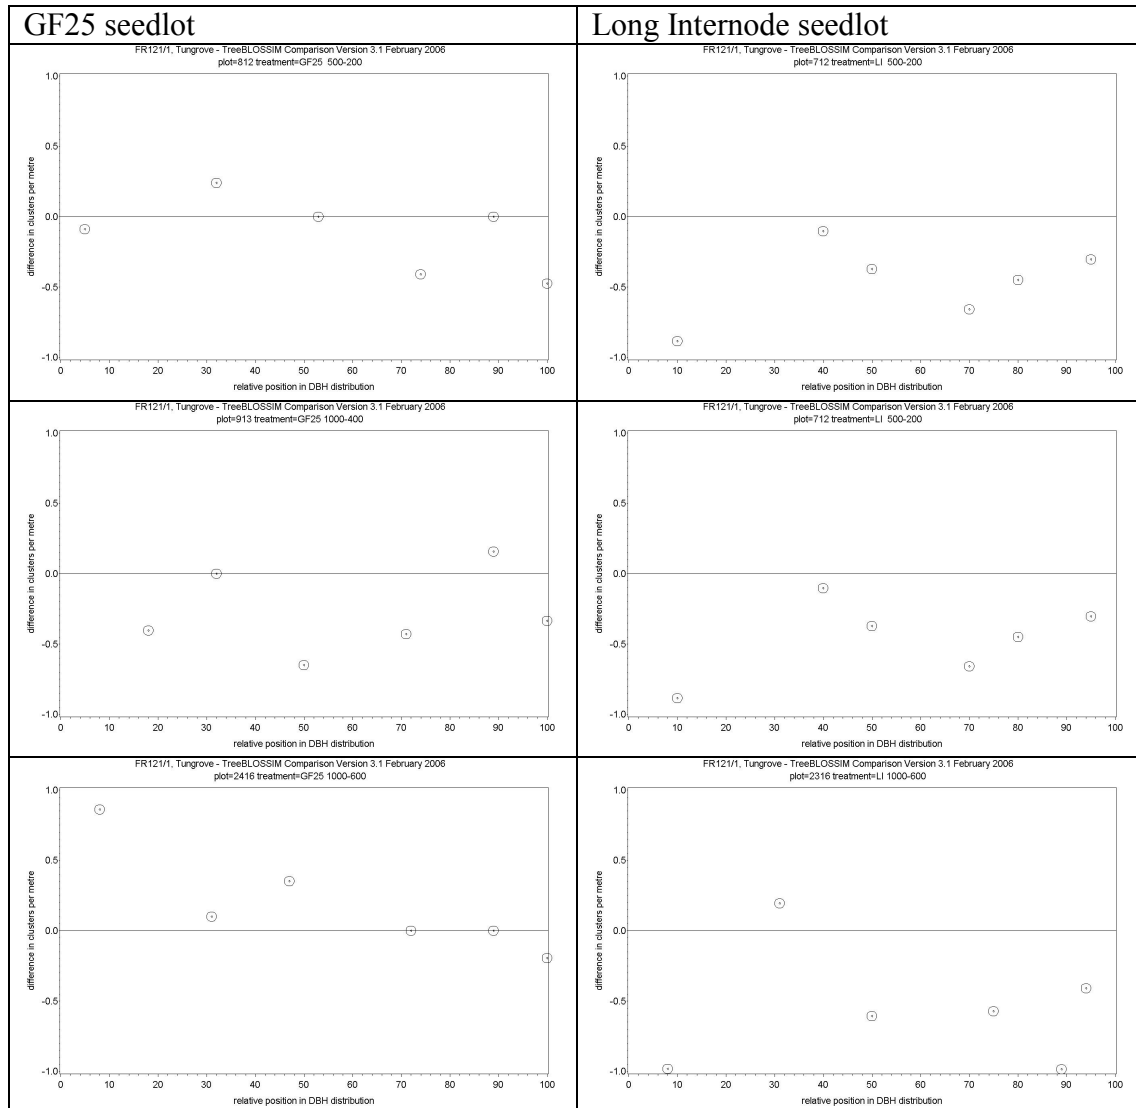 GF25 seedlot
Long Internode seedlot
FR121/1, Tungrove - TreeBLOSSIM Comparison Version 3.1 February 2006
plot=812 treatment=GF25 500-200
1.0
0.5
0.0
-0.5
-1.0
difference in clusters per metre
0 10 20 30 40 50 60 70 80 90 100
relative position in DBH distribution
FR121/1, Tungrove - TreeBLOSSIM Comparison Version 3.1 February 2006
plot=712 treatment=LI 500-200
1.0
0.5
0.0
-0.5
-1.0
difference in clusters per metre
0 10 20 30 40 50 60 70 80 90 100
relative position in DBH distribution
FR121/1, Tungrove - TreeBLOSSIM Comparison Version 3.1 February 2006
plot=913 treatment=GF25 1000-400
1.0
0.5
0.0
-0.5
-1.0
difference in clusters per metre
0 10 20 30 40 50 60 70 80 90 100
relative position in DBH distribution
FR121/1, Tungrove - TreeBLOSSIM Comparison Version 3.1 February 2006
plot=712 treatment=LI 500-200
1.0
0.5
0.0
-0.5
-1.0
difference in clusters per metre
0 10 20 30 40 50 60 70 80 90 100
relative position in DBH distribution
FR121/1, Tungrove - TreeBLOSSIM Comparison Version 3.1 February 2006
plot=2416 treatment=GF25 1000-600
1.0
0.5
0.0
-0.5
-1.0
difference in clusters per metre
0 10 20 30 40 50 60 70 80 90 100
relative position in DBH distribution
FR121/1, Tungrove - TreeBLOSSIM Comparison Version 3.1 February 2006
plot=2316 treatment=LI 1000-600
1.0
0.5
0.0
-0.5
-1.0
difference in clusters per metre
0 10 20 30 40 50 60 70 80 90 100
relative position in DBH distribution